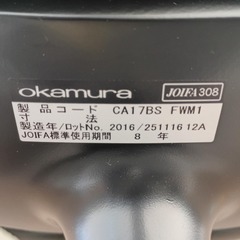 okamura JOIFA308
製品コード CA17BS FWM1
寸法
製造年/ロットNo. 2016/25111612A
JOIFA標準使用期間 8 年